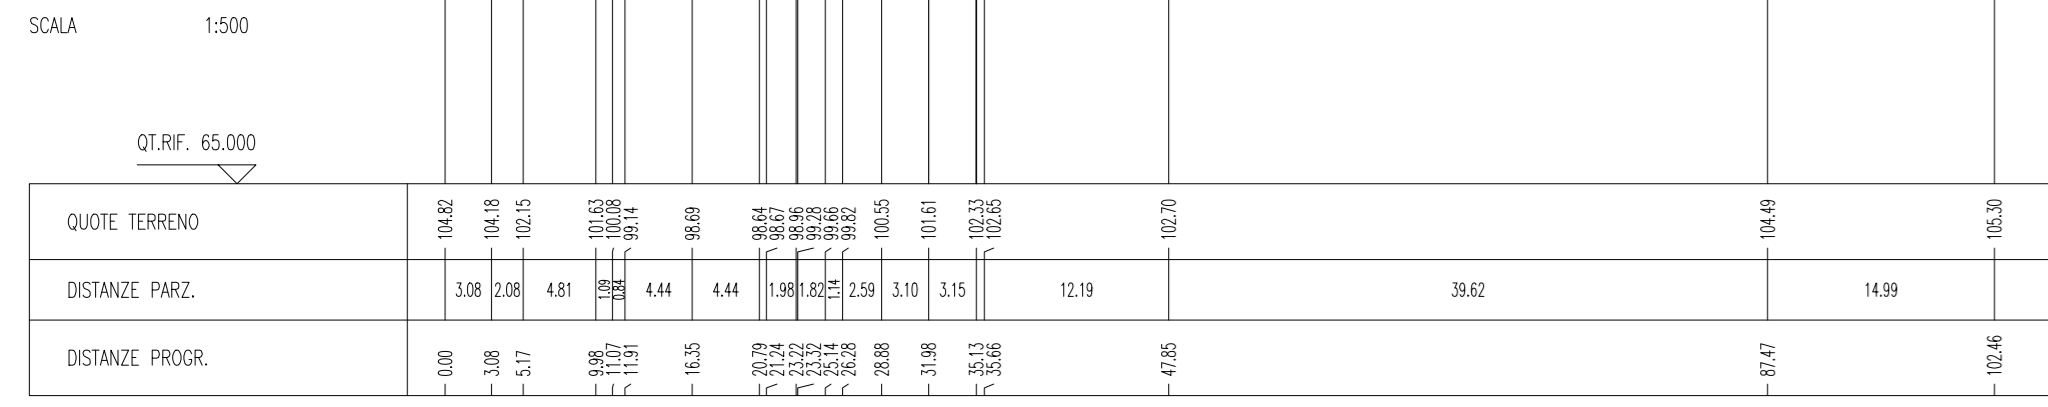 SCALA 1:500
QT.RIF. 65.000
QUOTE TERRENO 104.82 104.18 102.15 101.63 100.08 99.14 98.69 98.64 98.67 98.96 99.28 99.66 99.82 100.55 101.61 102.33 102.65 102.70 104.49 105.30
DISTANZE PARZ. 3.08 2.08 4.81 1.09 0.84 4.44 4.44 1.98 1.82 1.14 2.59 3.10 3.15 12.19 39.62 14.99
DISTANZE PROGR. 0.00 3.08 5.17 9.98 11.07 11.91 16.35 20.79 21.24 23.22 23.32 25.14 26.28 28.88 31.98 35.13 35.66 47.85 87.47 102.46